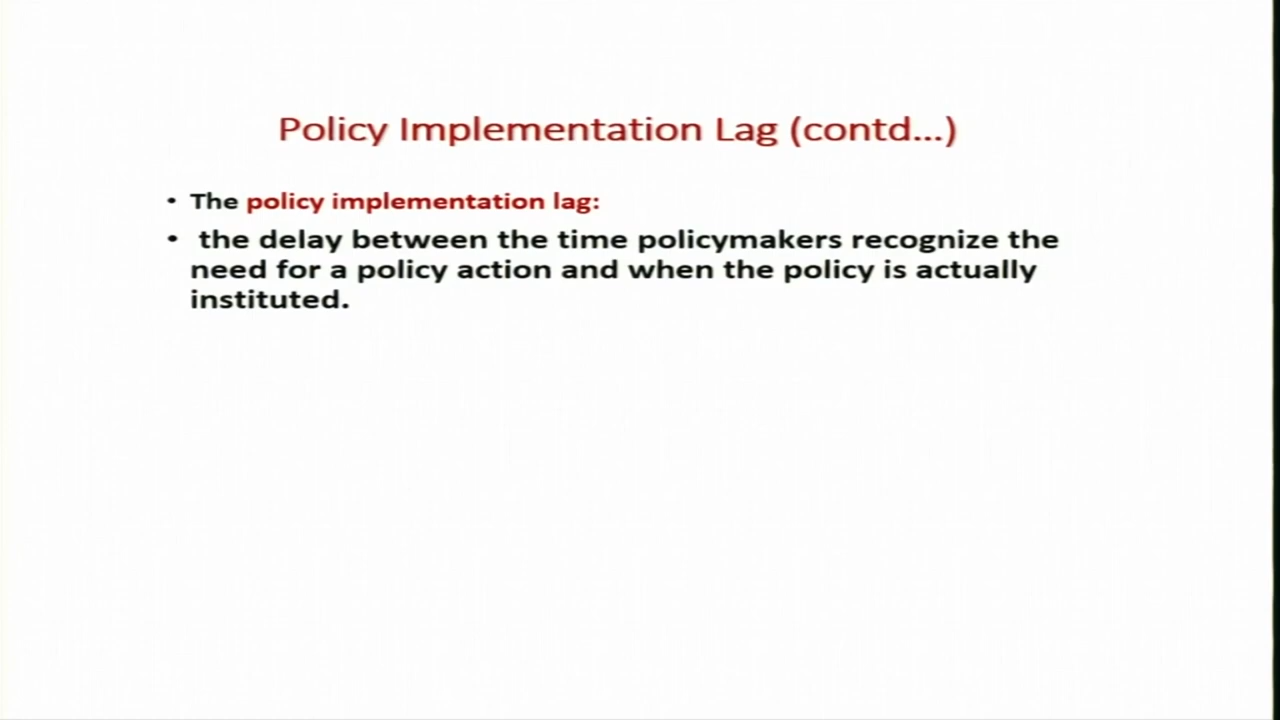 Policy Implementation Lag (contd...)
• The policy implementation lag:
• the delay between the time policymakers recognize the
need for a policy action and when the policy is actually
instituted.